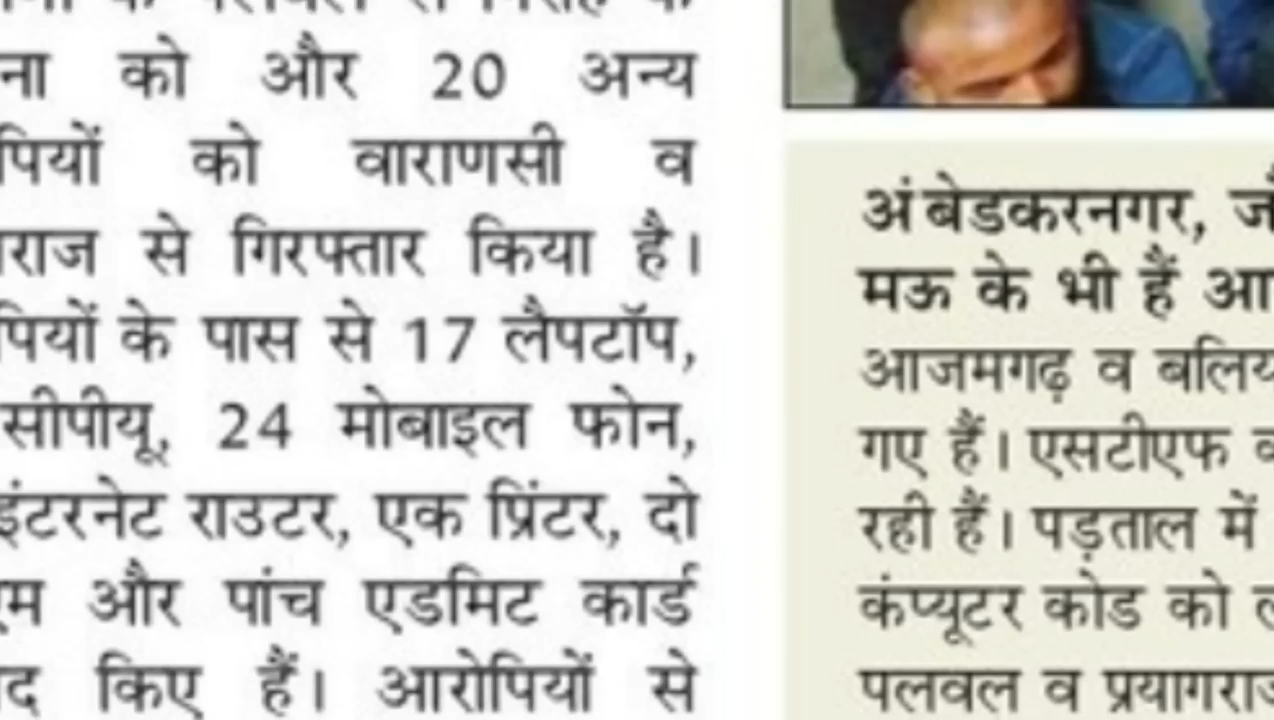 को और 20 अन्य
को वाराणसी व
से गिरफ्तार किया है।
के पास से 17 लैपटॉप,
सीपीयू, 24 मोबाइल फोन,
इंटरनेट राउटर, एक प्रिंटर, दो
और पांच एडमिट कार्ड
किए हैं। आरोपियों से
अंबेडकरनगर,
मऊ के भी हैं
आजमगढ़ व
गए हैं। एसटीएफ
रही हैं। पड़ताल में
कंप्यूटर कोड को
पलवल व